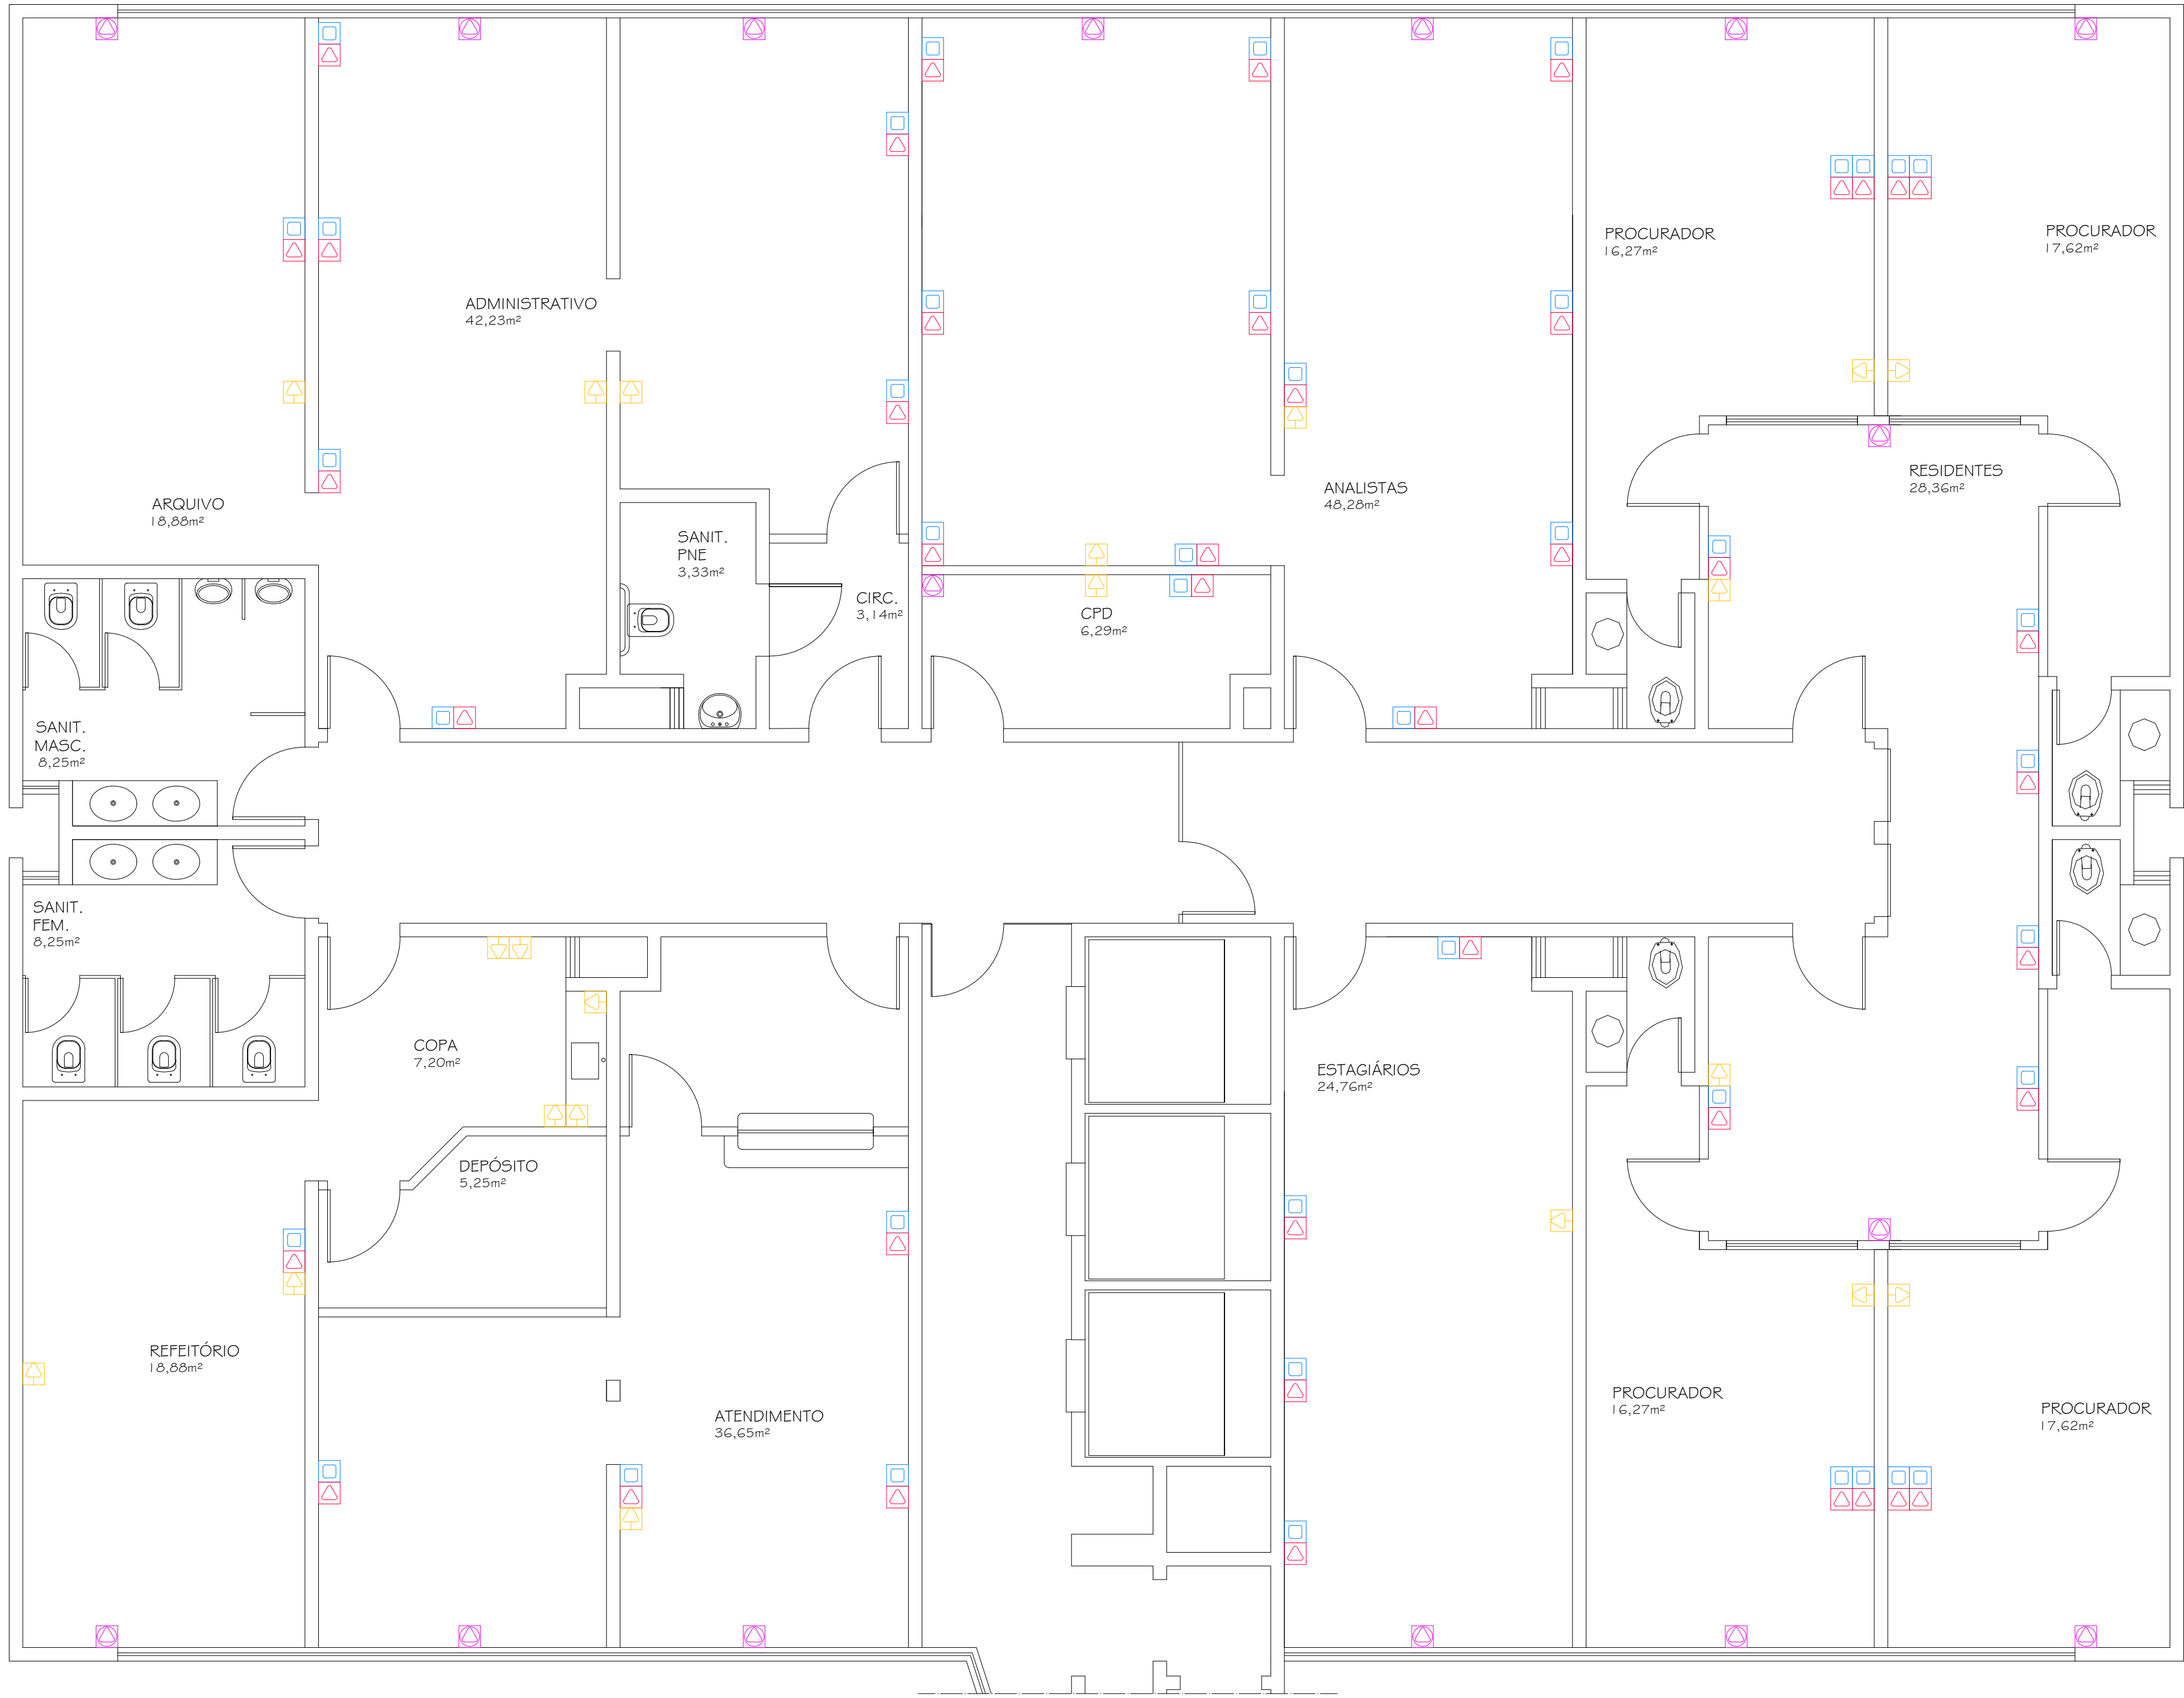 PROCURADOR
16,27m²
PROCURADOR
17,62m²
ADMINISTRATIVO
42,23m²
RESIDENTES
28,36m²
ANALISTAS
48,28m²
ARQUIVO
18,88m²
SANIT.
PNE
3,33m²
CIRC.
3,14m²
CPD
6,29m²
SANIT.
MASC.
8,25m²
SANIT.
FEM.
8,25m²
COPA
7,20m²
ESTAGIÁRIOS
24,76m²
DEPÓSITO
5,25m²
REFEITÓRIO
18,88m²
ATENDIMENTO
36,65m²
PROCURADOR
16,27m²
PROCURADOR
17,62m²